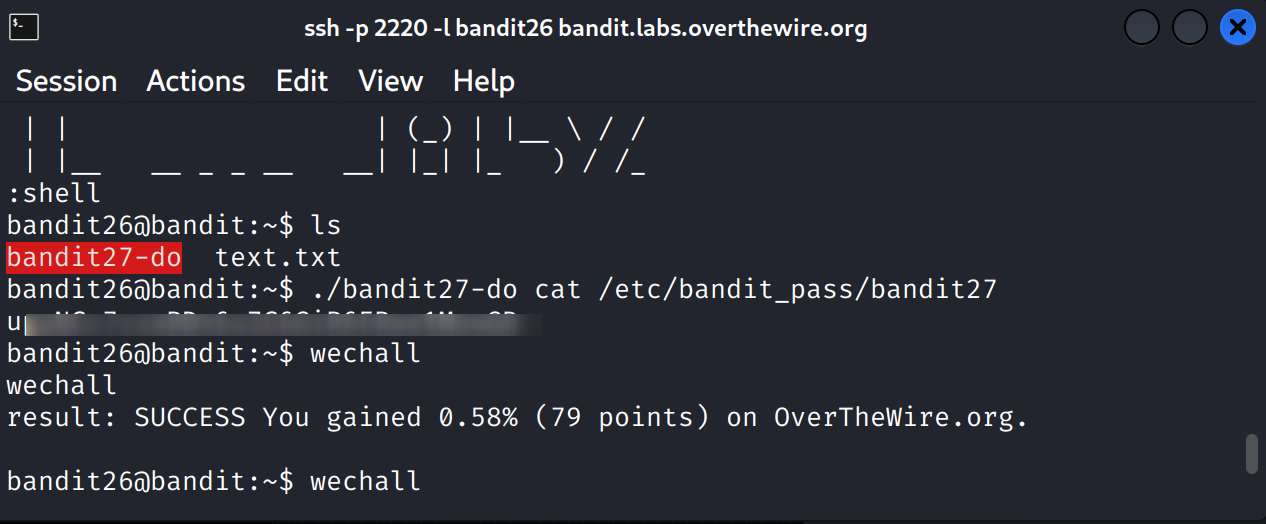 ssh -p 2220 -l bandit26 bandit.labs.overthewire.org
Session Actions Edit View Help
| | | (_) | |__ \ / /
| |__ __ _ _ __ __| |_| |_ ) / /_
:shell
bandit26@bandit:~$ ls
bandit27-do text.txt
bandit26@bandit:~$ ./bandit27-do cat /etc/bandit_pass/bandit27
bandit26@bandit:~$ wechall
wechall
result: SUCCESS You gained 0.58% (79 points) on OverTheWire.org.
bandit26@bandit:~$ wechall